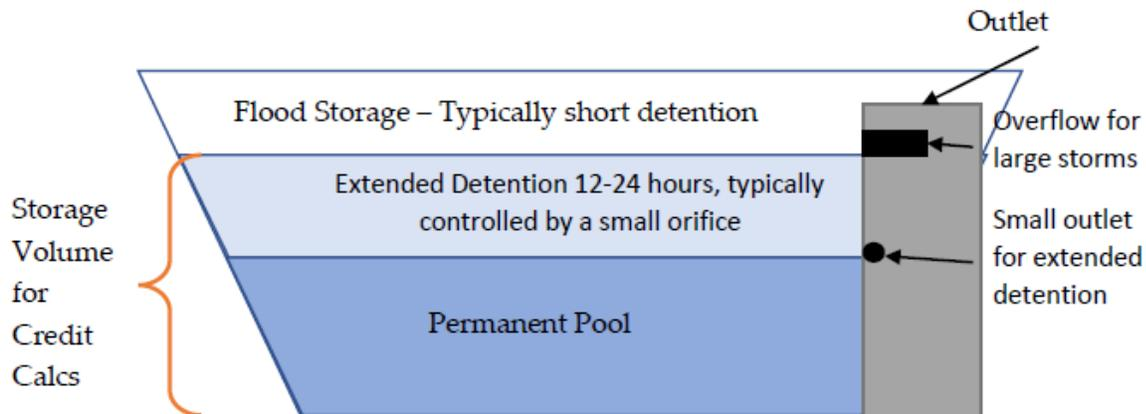 Outlet
Flood Storage – Typically short detention
Overflow for
large storms
Extended Detention 12-24 hours, typically
controlled by a small orifice
Storage
Volume
for
Credit
Calcs
Small outlet
for extended
detention
Permanent Pool